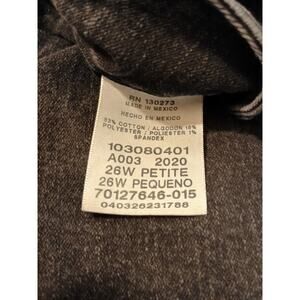 RN 130273
MADE IN MEXICO
HECHO EN MEXICO
83% COTTON / ALGODON 16%
POLYESTER / POLIESTER 1%
SPANDEX
103080401
A003 2020
26W PETITE
26W PEQUENO
70127646-015
040326231788